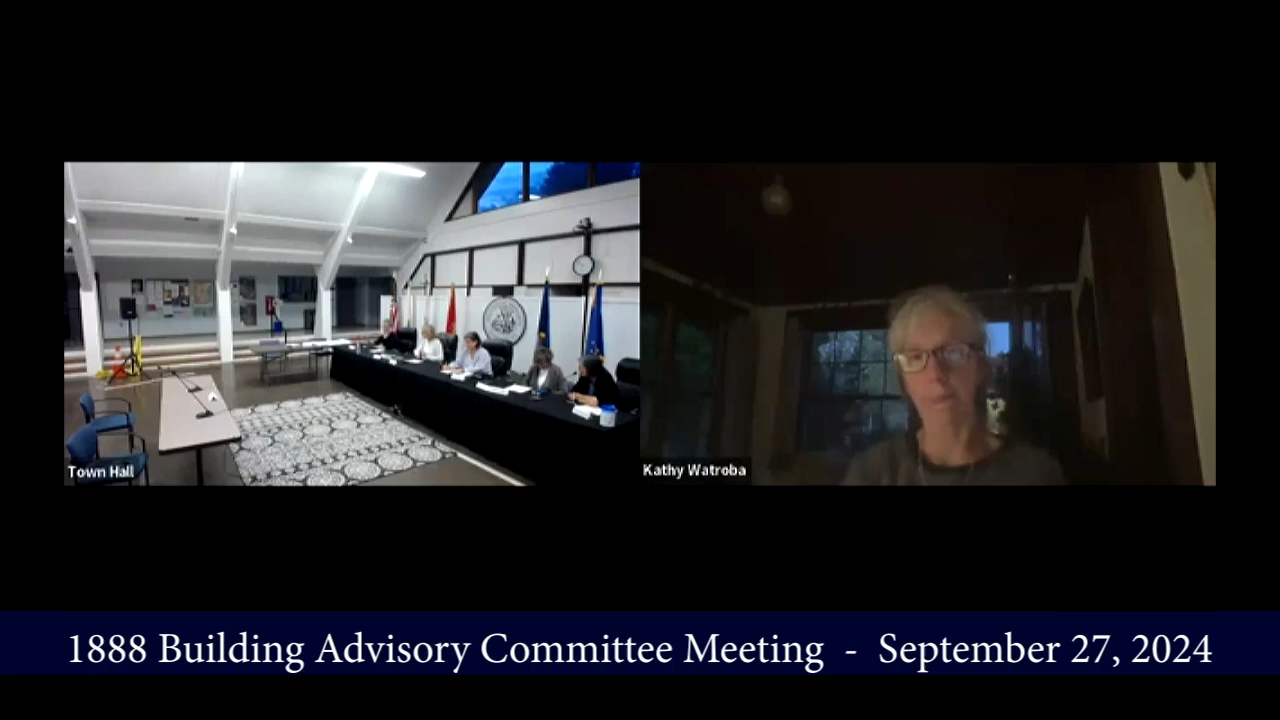 Town Hall
Kathy Watroba
1888 Building Advisory Committee Meeting - September 27, 2024